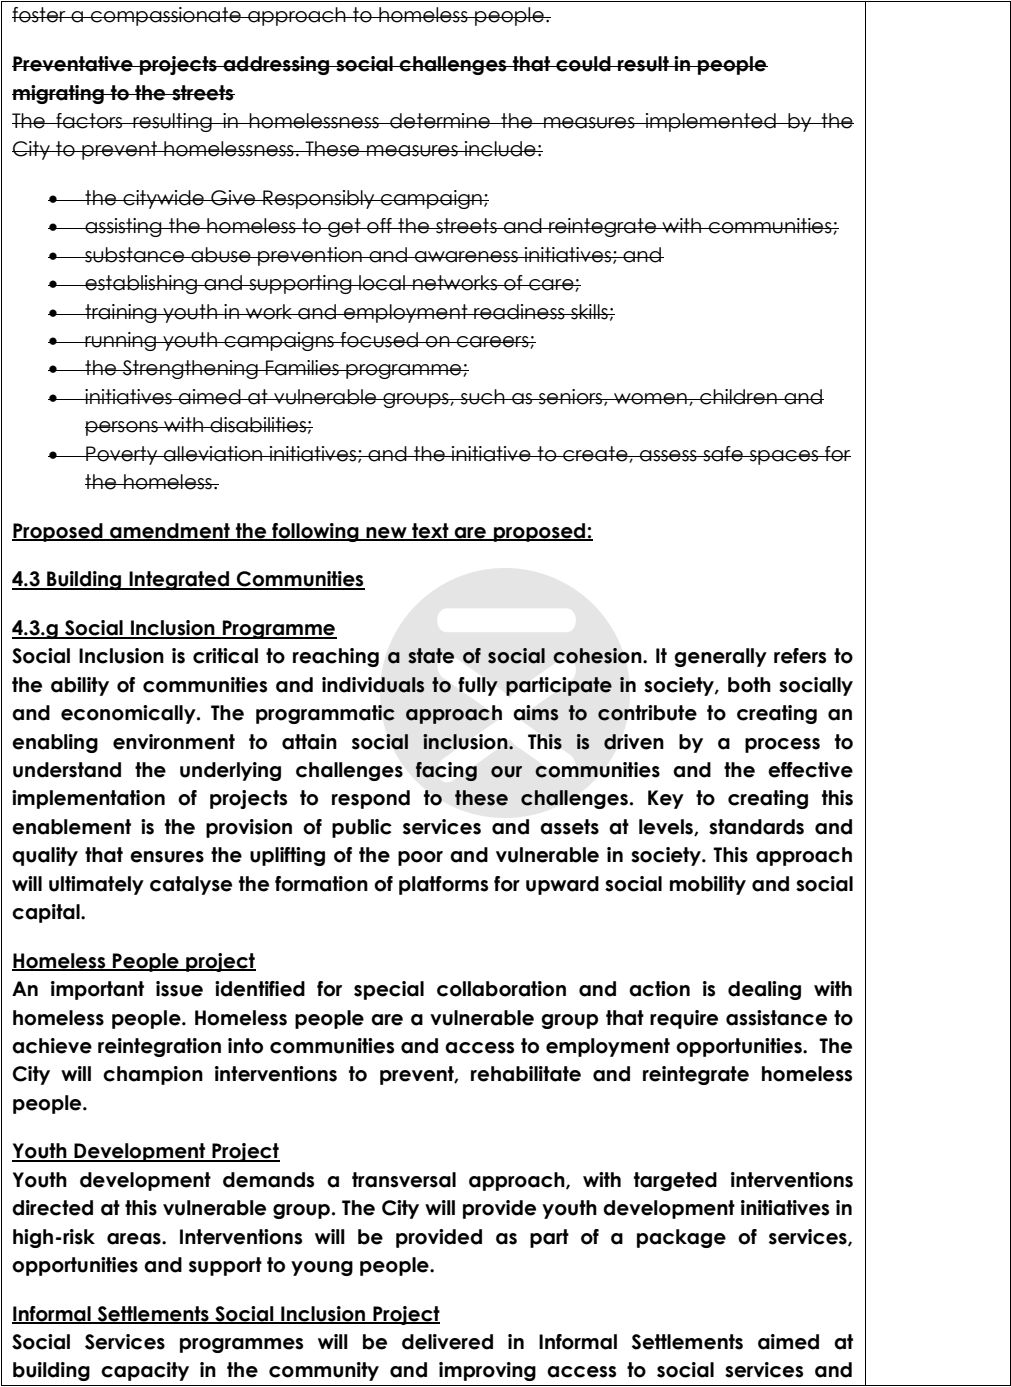 foster a compassionate approach to homeless people.
Preventative projects addressing social challenges that could result in people
migrating to the streets
The factors resulting in homelessness determine the measures implemented by the
City to prevent homelessness. These measures include:
• the citywide Give Responsibly campaign;
• assisting the homeless to get off the streets and reintegrate with communities;
• substance abuse prevention and awareness initiatives; and
• establishing and supporting local networks of care;
• training youth in work and employment readiness skills;
• running youth campaigns focused on careers;
• the Strengthening Families programme;
• initiatives aimed at vulnerable groups, such as seniors, women, children and
persons with disabilities;
• Poverty alleviation initiatives; and the initiative to create, assess safe spaces for
the homeless.
Proposed amendment the following new text are proposed:
4.3 Building Integrated Communities
4.3.g Social Inclusion Programme
Social Inclusion is critical to reaching a state of social cohesion. It generally refers to
the ability of communities and individuals to fully participate in society, both socially
and economically. The programmatic approach aims to contribute to creating an
enabling environment to attain social inclusion. This is driven by a process to
understand the underlying challenges facing our communities and the effective
implementation of projects to respond to these challenges. Key to creating this
enablement is the provision of public services and assets at levels, standards and
quality that ensures the uplifting of the poor and vulnerable in society. This approach
will ultimately catalyse the formation of platforms for upward social mobility and social
capital.
Homeless People project
An important issue identified for special collaboration and action is dealing with
homeless people. Homeless people are a vulnerable group that require assistance to
achieve reintegration into communities and access to employment opportunities. The
City will champion interventions to prevent, rehabilitate and reintegrate homeless
people.
Youth Development Project
Youth development demands a transversal approach, with targeted interventions
directed at this vulnerable group. The City will provide youth development initiatives in
high-risk areas. Interventions will be provided as part of a package of services,
opportunities and support to young people.
Informal Settlements Social Inclusion Project
Social Services programmes will be delivered in Informal Settlements aimed at
building capacity in the community and improving access to social services and